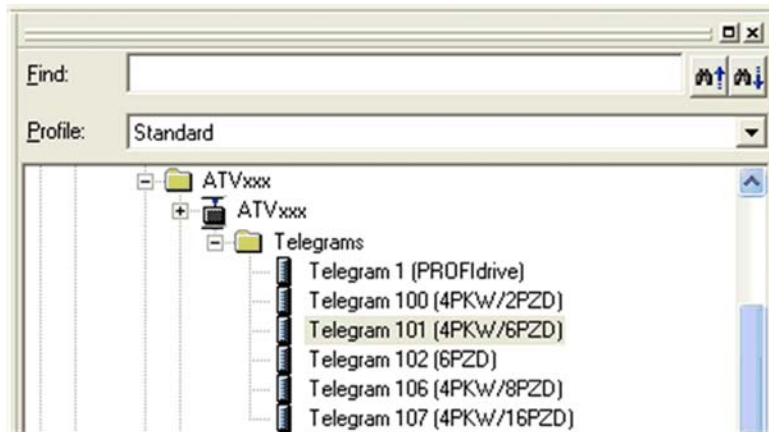 Find:
Profile: Standard
ATVxxx
ATVxxx
Telegrams
Telegram 1 (PROFIdrive)
Telegram 100 (4PKW/2PZD)
Telegram 101 (4PKW/6PZD)
Telegram 102 (6PZD)
Telegram 106 (4PKW/8PZD)
Telegram 107 (4PKW/16PZD)